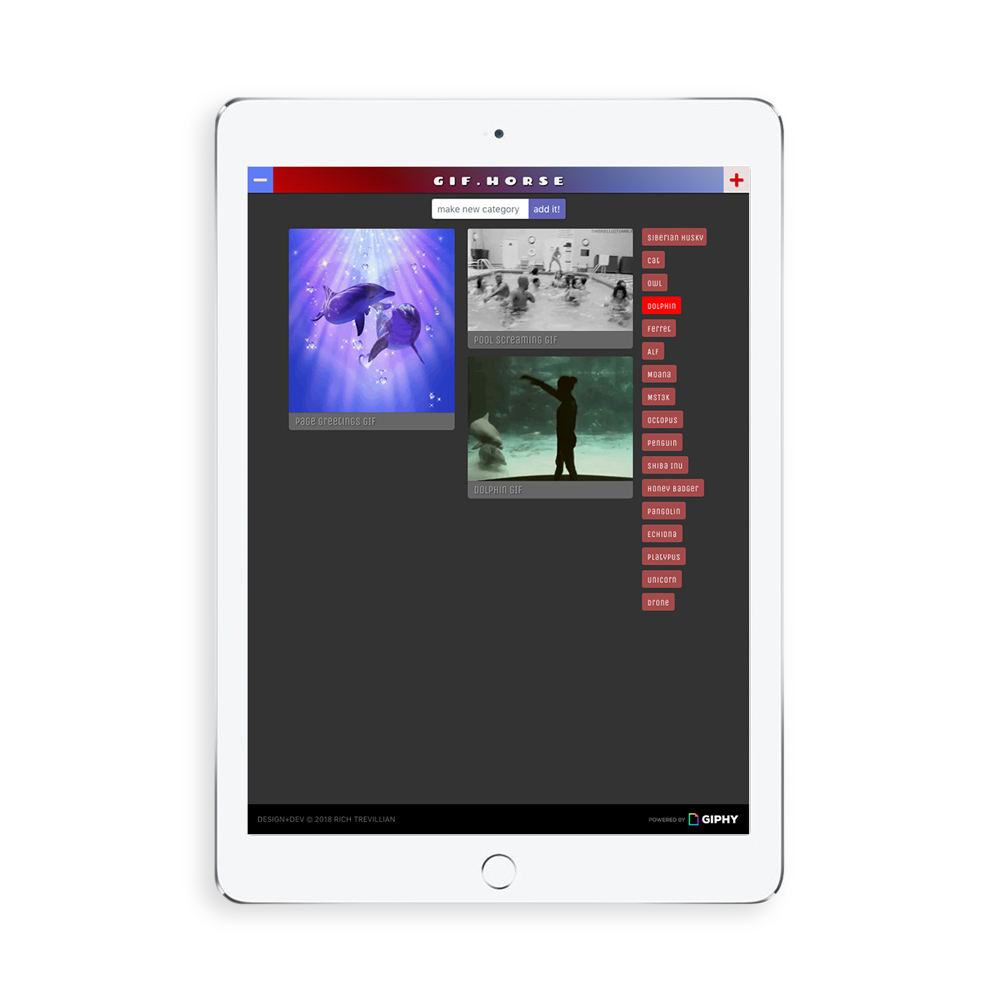 GIF.HORSE
make new category add it!
Page Greetings GIF
Pool Screaming GIF
Dolphin GIF
Siberian Husky
Cat
Owl
Dolphin
Ferret
ALF
Moana
MST3K
Octopus
Penguin
Shiba Inu
Honey Badger
Pangolin
Echidna
Platypus
Unicorn
Drone
DESIGN+DEV © 2018 RICH TREVILLIAN
POWERED BY GIPHY